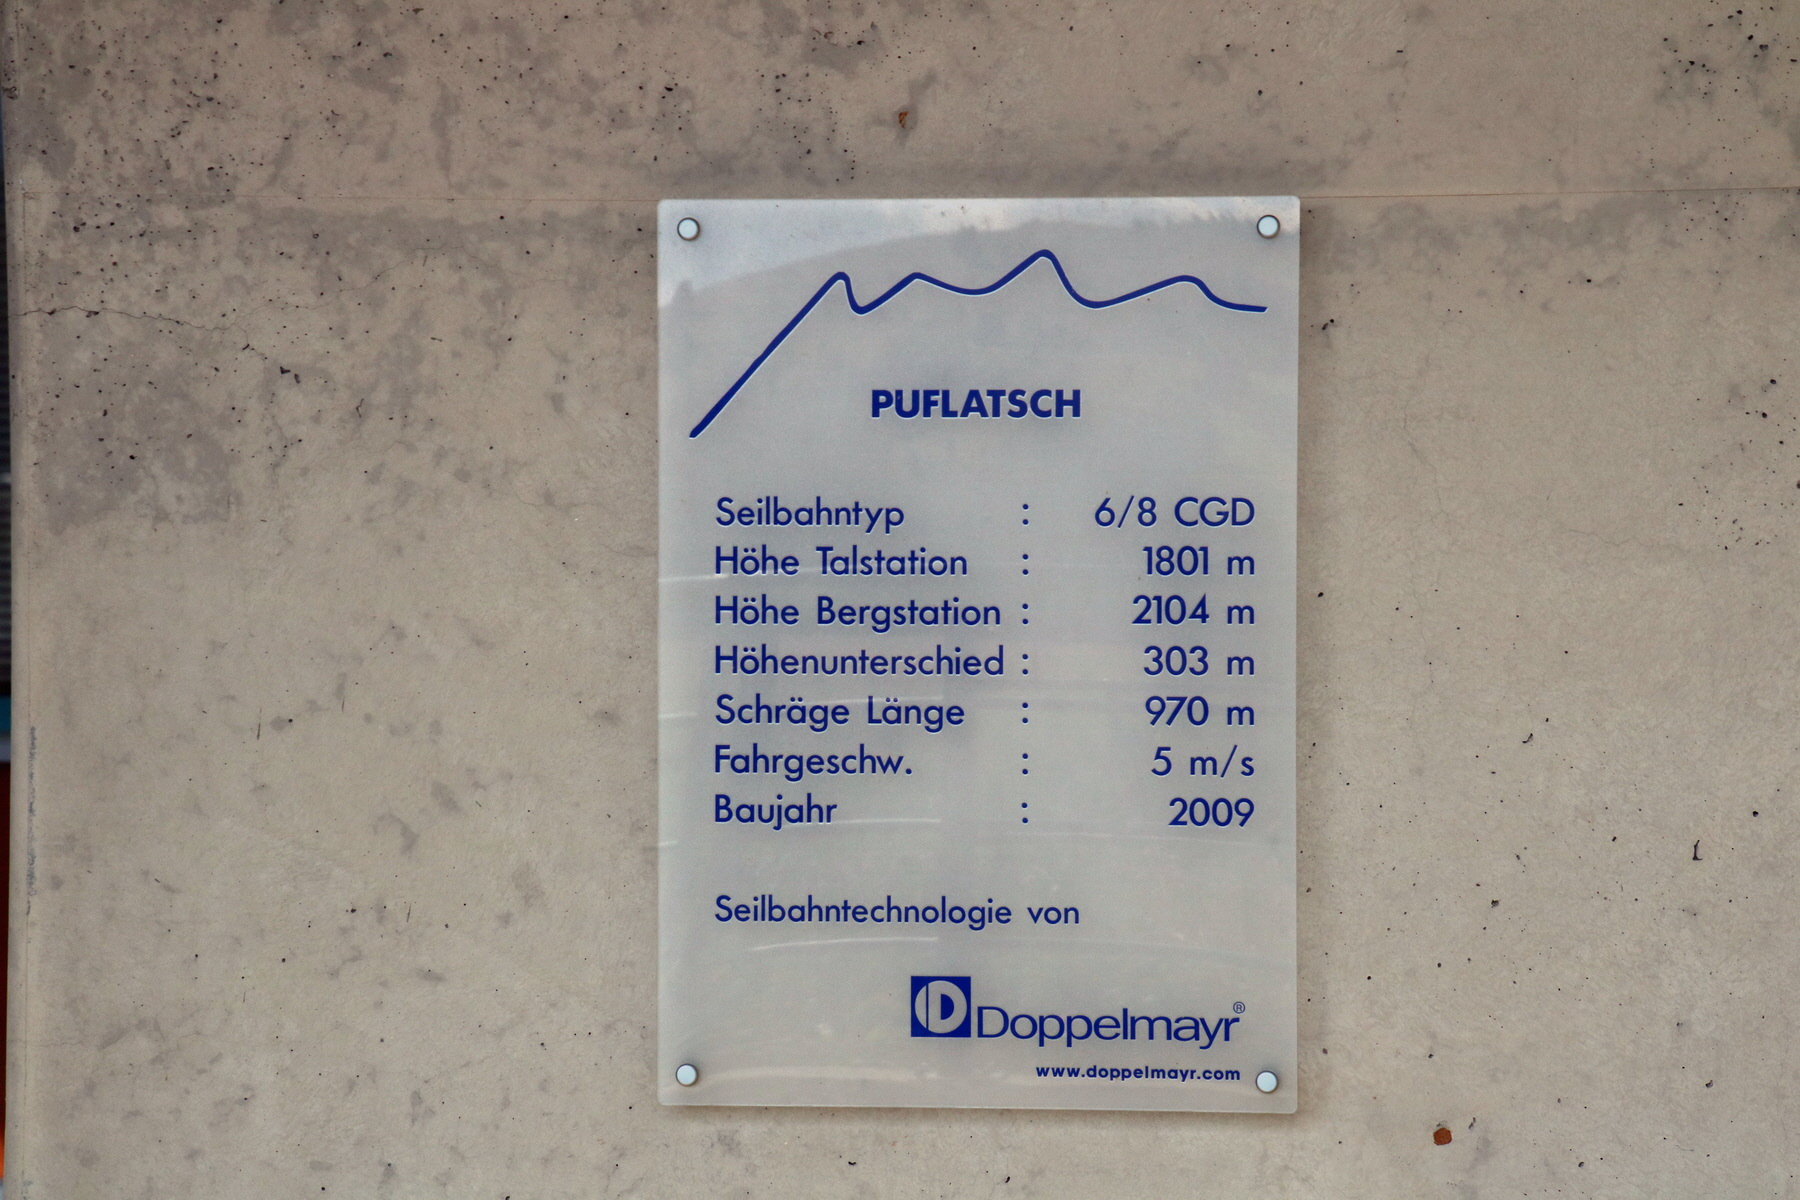 PUFLATSCH
Seilbahntyp : 6/8 CGD
Höhe Talstation : 1801 m
Höhe Bergstation : 2104 m
Höhenunterschied : 303 m
Schräge Länge : 970 m
Fahrgeschw. : 5 m/s
Baujahr : 2009
Seilbahntechnologie von
D Doppelmayr®
www.doppelmayr.com